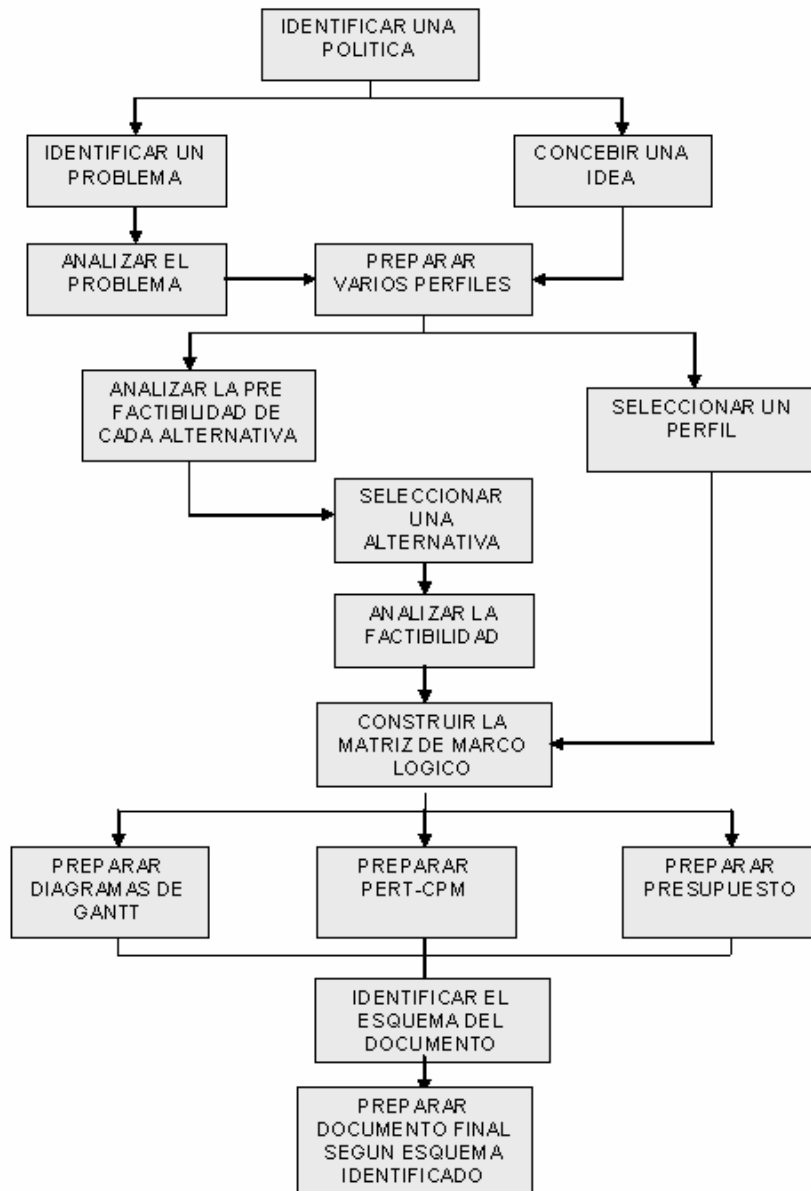 IDENTIFICAR UNA
POLITICA
IDENTIFICAR UN
PROBLEMA
CONCEBIR UNA
IDEA
ANALIZAR EL
PROBLEMA
PREPARAR
VARIOS PERFILES
ANALIZAR LA PRE
FACTIBILIDAD DE
CADA ALTERNATIVA
SELECCIONAR UN
PERFIL
SELECCIONAR
UNA
ALTERNATIVA
ANALIZAR LA
FACTIBILIDAD
CONSTRUIR LA
MATRIZ DE MARCO
LOGICO
PREPARAR
DIAGRAMAS DE
GANTT
PREPARAR
PERT-CPM
PREPARAR
PRESUPUESTO
IDENTIFICAR EL
ESQUEMA DEL
DOCUMENTO
PREPARAR
DOCUMENTO FINAL
SEGUN ESQUEMA
IDENTIFICADO